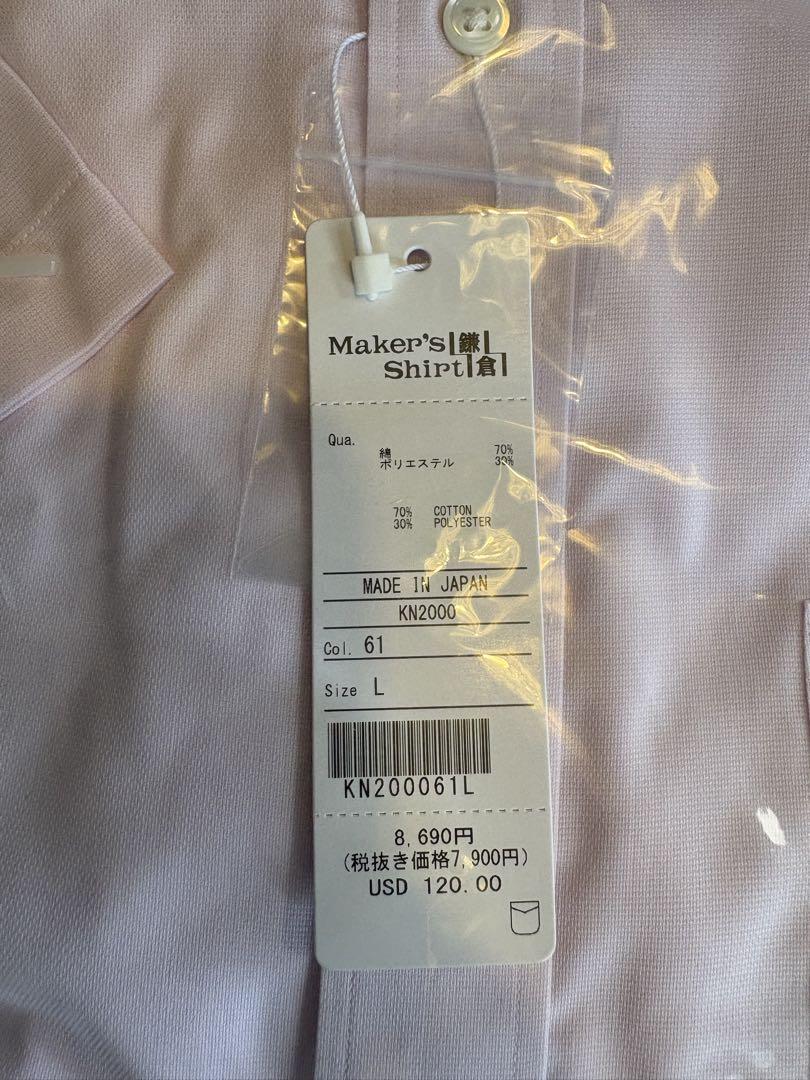 Maker's 鎌
Shirt 倉
Qua.
綿 70%
ポリエステル 30%
70% COTTON
30% POLYESTER
MADE IN JAPAN
KN2000
Col. 61
Size L
KN200061L
8,690円
(税抜き価格7,900円)
USD 120.00